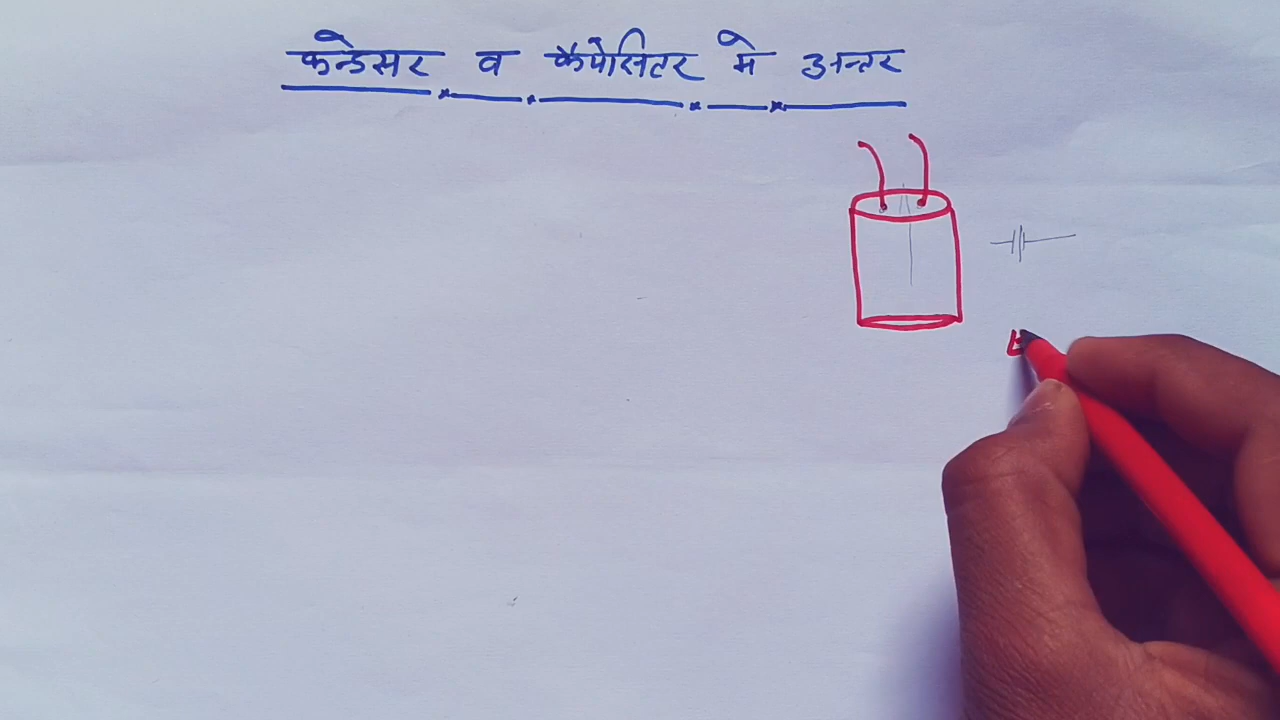 कन्डेसर व कैपेसिटर मे अन्तर